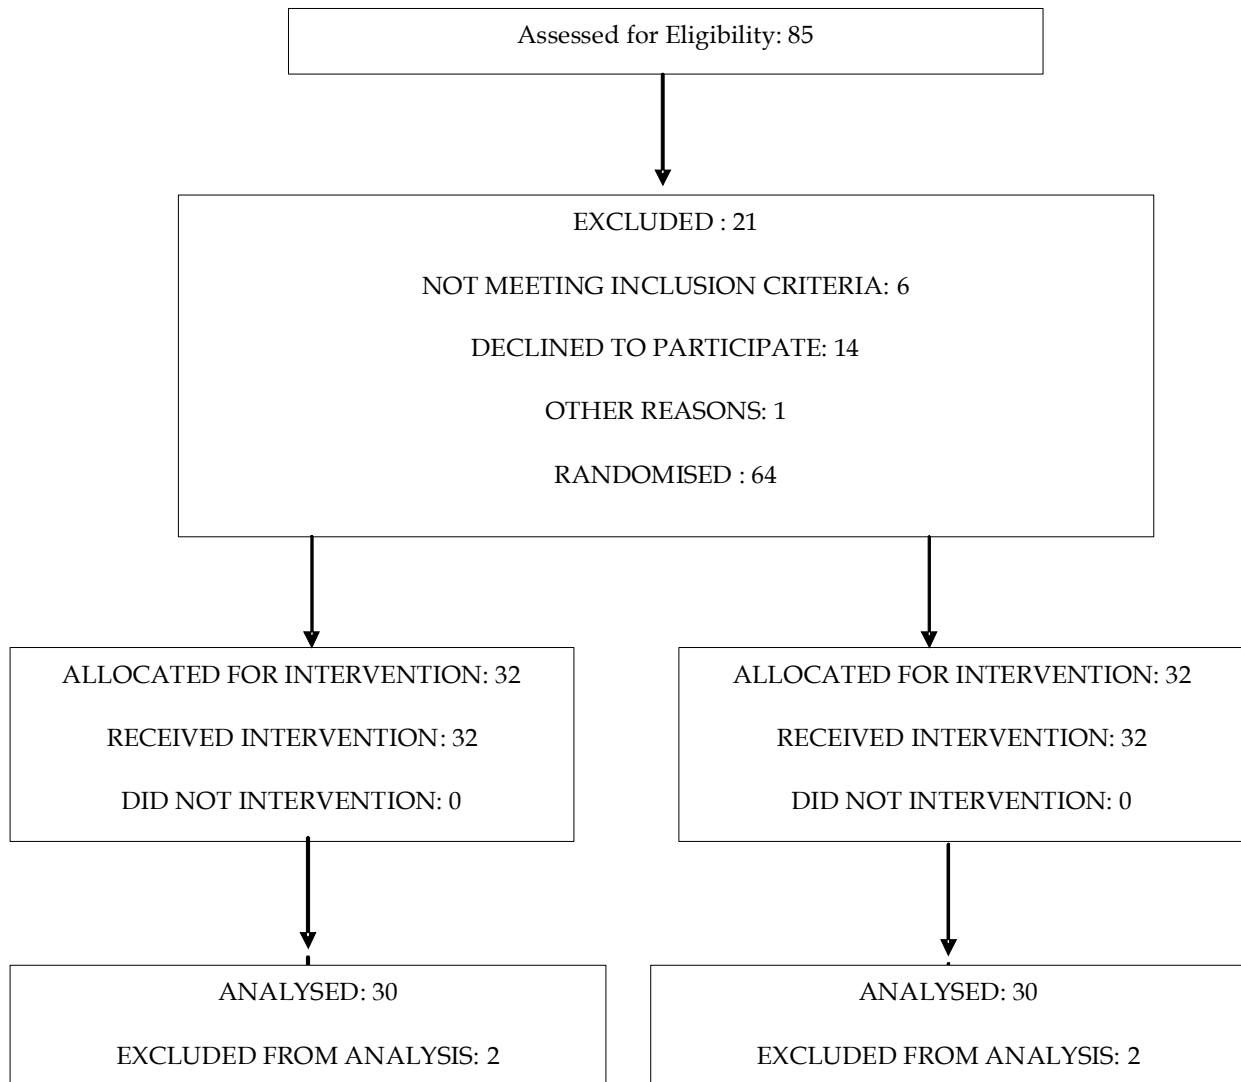 Assessed for Eligibility: 85
EXCLUDED : 21
NOT MEETING INCLUSION CRITERIA: 6
DECLINED TO PARTICIPATE: 14
OTHER REASONS: 1
RANDOMISED : 64
ALLOCATED FOR INTERVENTION: 32
RECEIVED INTERVENTION: 32
DID NOT INTERVENTION: 0
ALLOCATED FOR INTERVENTION: 32
RECEIVED INTERVENTION: 32
DID NOT INTERVENTION: 0
ANALYSED: 30
EXCLUDED FROM ANALYSIS: 2
ANALYSED: 30
EXCLUDED FROM ANALYSIS: 2